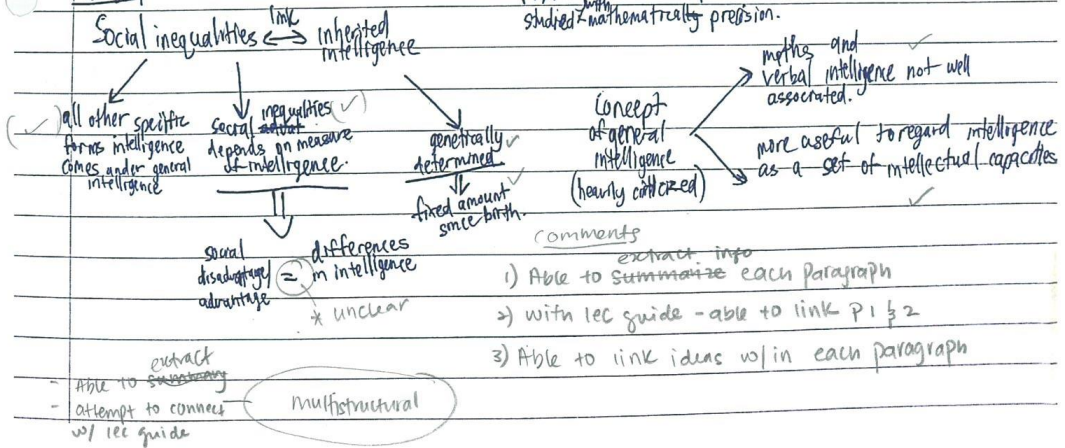 studied with mathematically precision.
Social inequalities link inherited
intelligence
all other specific
forms intelligence
comes under general
intelligence
social inequalities
depends on measure
of intelligence.
social
disadvantage/
advantage
=
differences
in intelligence
* unclear
genetically
determined
fixed amount
since birth.
concept
of general
intelligence
(heavily criticized)
maths and
verbal intelligence not well
associated.
more useful to regard intelligence
as a set of intellectual capacities
comments
1) Able to summarize extract info each paragraph
2) with lec guide - able to link P1 & 2
3) Able to link ideas w/in each paragraph
- Able to summary extract
- attempt to connect
w/ lec guide
multistructural